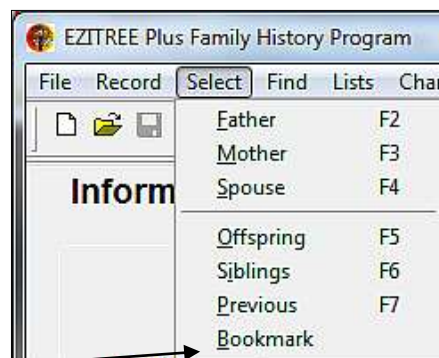 EZITREE Plus Family History Program
File Record Select Find Lists Char
Inform
Father F2
Mother F3
Spouse F4
Offspring F5
Siblings F6
Previous F7
Bookmark